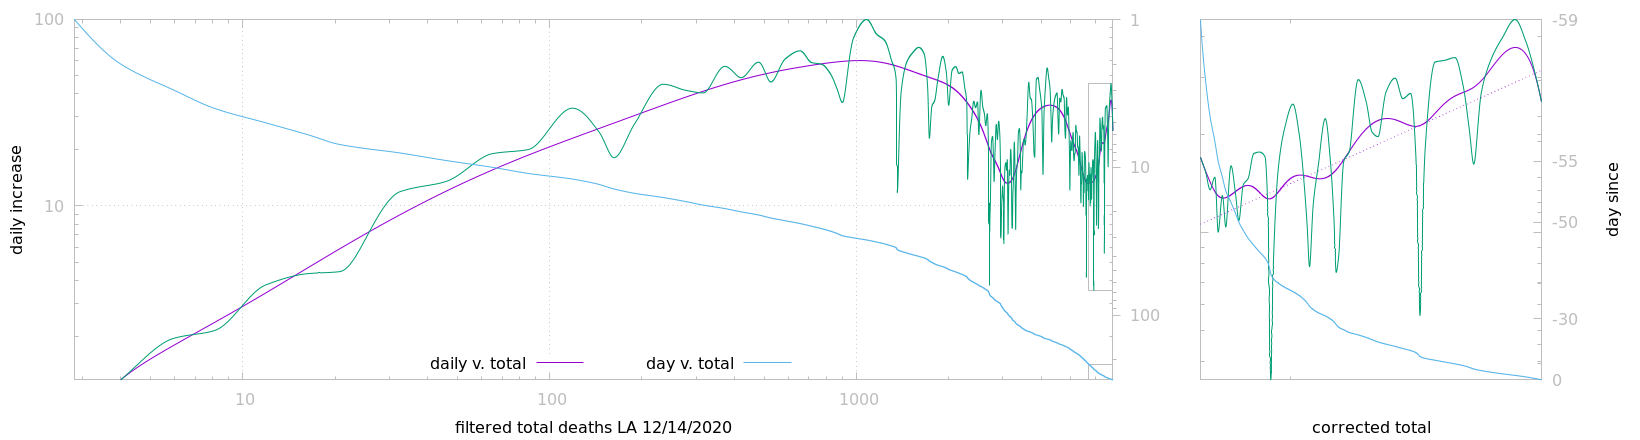 100
10
daily increase
10
100
1000
1
10
100
daily v. total
day v. total
filtered total deaths LA 12/14/2020
-59
-55
-50
-30
0
day since
corrected total